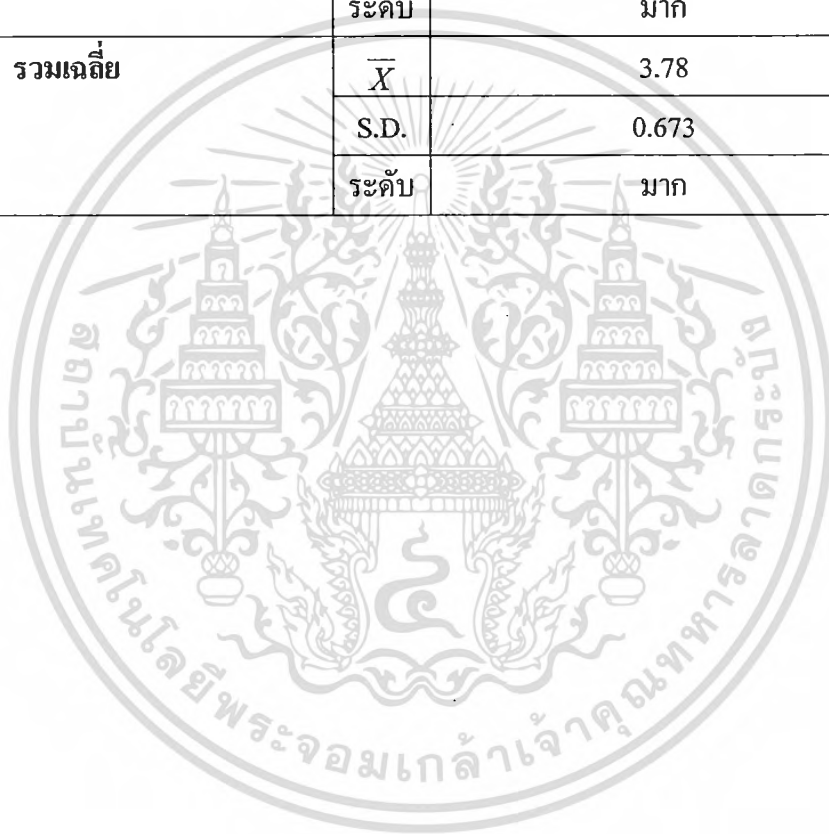 ระดับ มาก
รวมเฉลี่ย X̄ 3.78
S.D. 0.673
ระดับ มาก
สถาบันเทคโนโลยีพระจอมเกล้าเจ้าคุณทหารลาดกระบัง